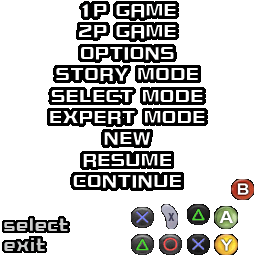 1P GAME
2P GAME
OPTIONS
STORY MODE
SELECT MODE
EXPERT MODE
NEW
RESUME
CONTINUE
B
select X A
exit X Y